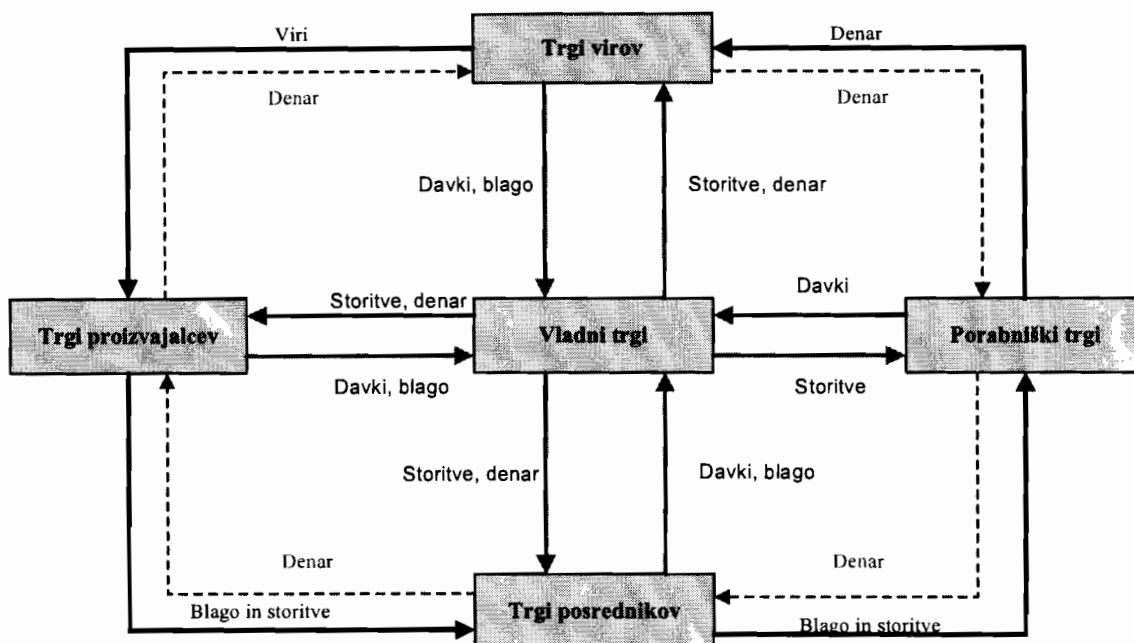 Viri
Trgi virov
Denar
Denar
Denar
Davki, blago
Storitve, denar
Storitve, denar
Davki
Trgi proizvajalcev
Vladni trgi
Porabniški trgi
Davki, blago
Storitve
Storitve, denar
Davki, blago
Denar
Denar
Blago in storitve
Trgi posrednikov
Blago in storitve